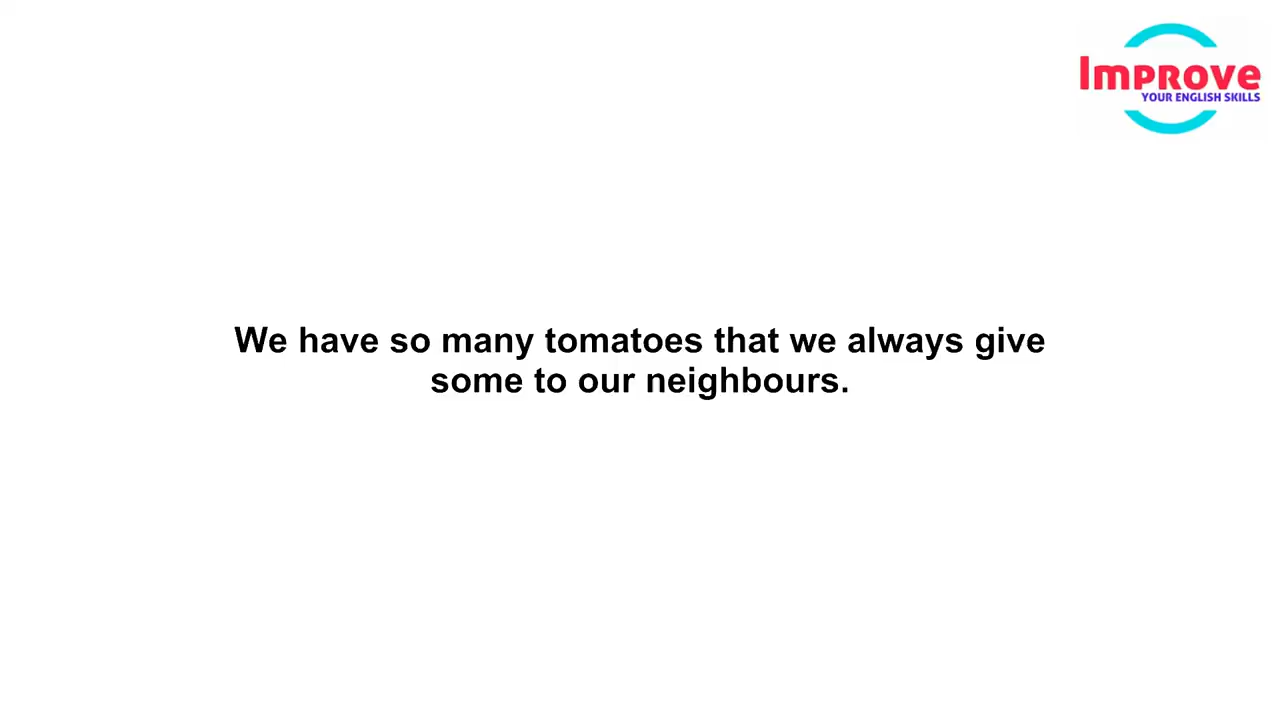 Improve
YOUR ENGLISH SKILLS
We have so many tomatoes that we always give
some to our neighbours.